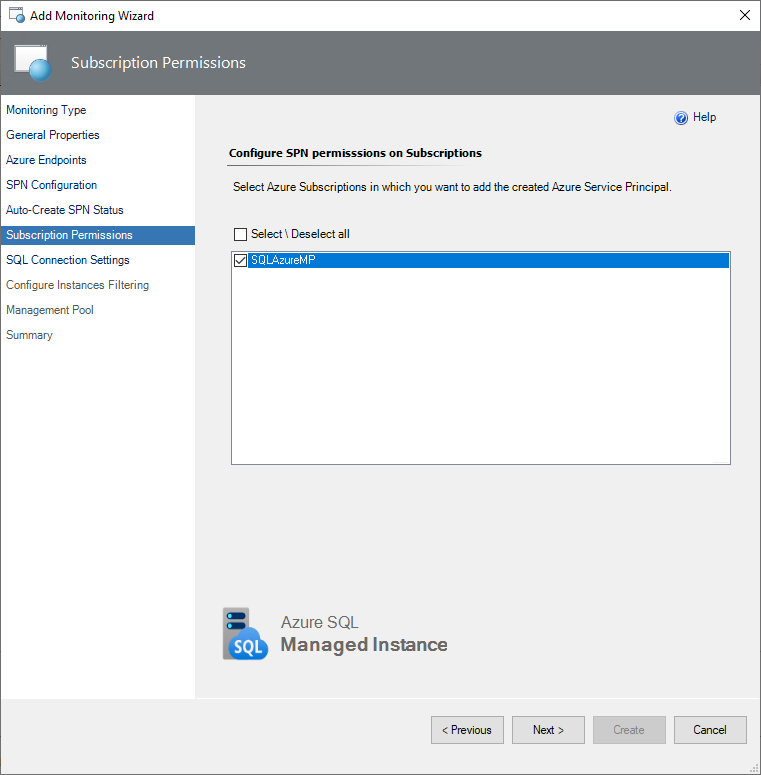 Add Monitoring Wizard
Subscription Permissions
Monitoring Type
General Properties
Azure Endpoints
SPN Configuration
Auto-Create SPN Status
Subscription Permissions
SQL Connection Settings
Configure Instances Filtering
Management Pool
Summary
Help
Configure SPN permisssions on Subscriptions
Select Azure Subscriptions in which you want to add the created Azure Service Principal.
Select \ Deselect all
SQLAzureMP
SQL
Azure SQL
Managed Instance
< Previous
Next >
Create
Cancel